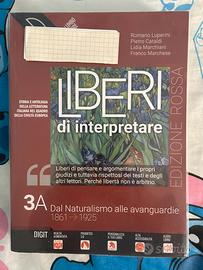 Romano Luperini
Pietro Cataldi
Lidia Marchiani
Franco Marchese
STORIA E ANTOLOGIA
DELLA LETTERATURA
ITALIANA NEL QUADRO
DELLA CIVILTÀ EUROPEA
LIBERI
di interpretare
EDIZIONE ROSSA
Liberi di pensare e argomentare i propri
giudizi e tuttavia rispettosi dei testi e degli
altri lettori. Perché libertà non è arbitrio.
3A Dal Naturalismo alle avanguardie
1861 → 1925
DIGIT